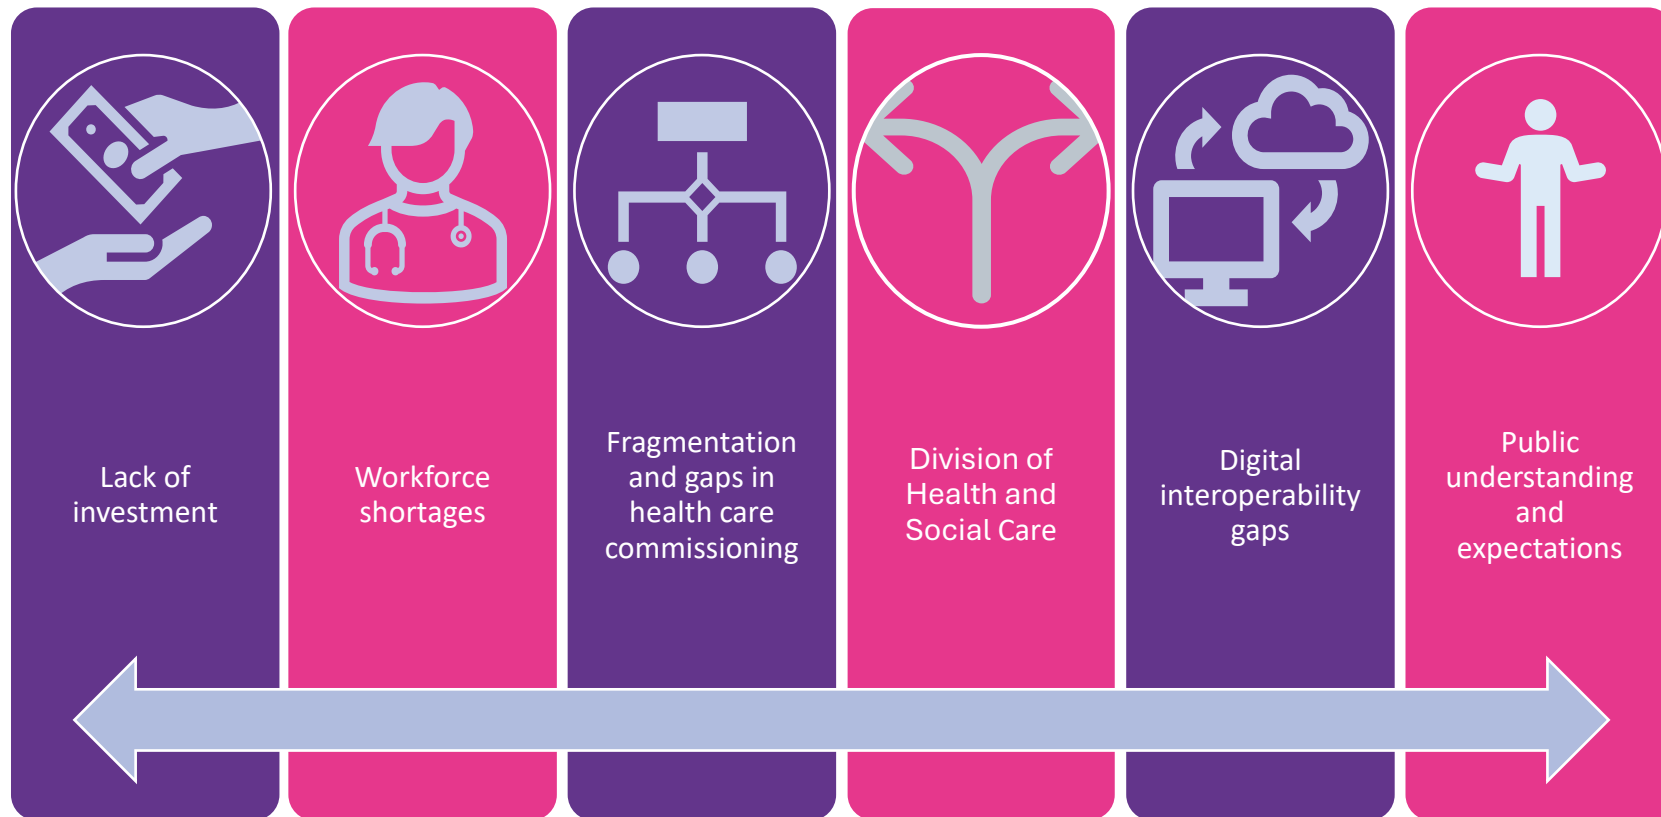 Lack of
investment
Workforce
shortages
Fragmentation
and gaps in
health care
commissioning
Division of
Health and
Social Care
Digital
interoperability
gaps
Public
understanding
and
expectations